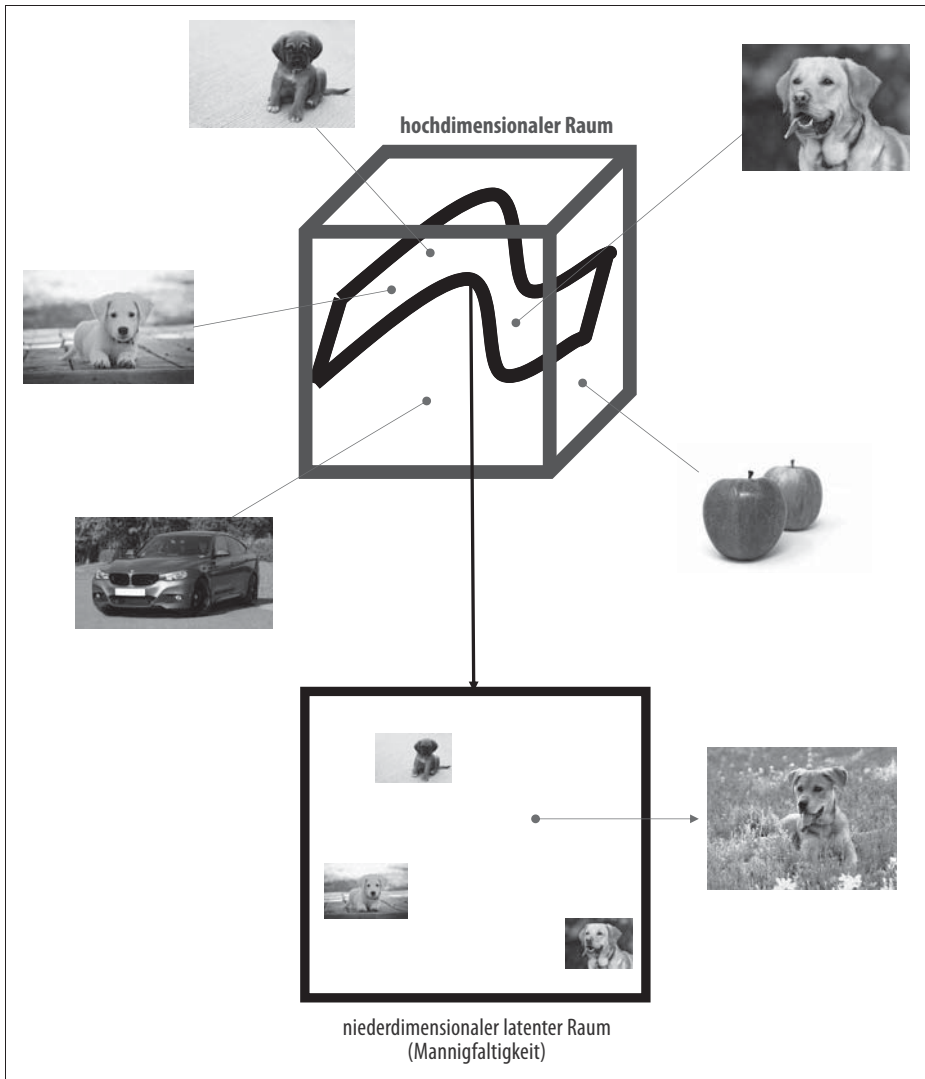 hochdimensionaler Raum
niederdimensionaler latenter Raum
(Mannigfaltigkeit)